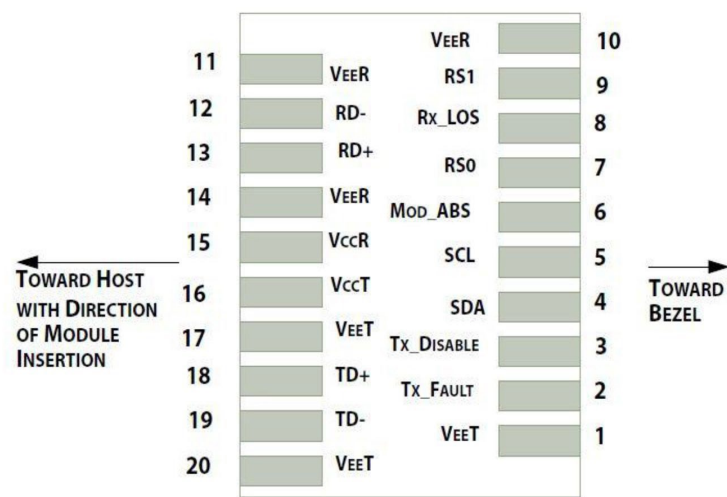 11 VEER
12 RD-
13 RD+
14 VEER
15 VCCR
16 VCCT
17 VEET
18 TD+
19 TD-
20 VEET
VEER 10
RS1 9
RX_LOS 8
RS0 7
MOD_ABS 6
SCL 5
SDA 4
TX_DISABLE 3
TX_FAULT 2
VEET 1
TOWARD HOST
WITH DIRECTION
OF MODULE
INSERTION
TOWARD
BEZEL